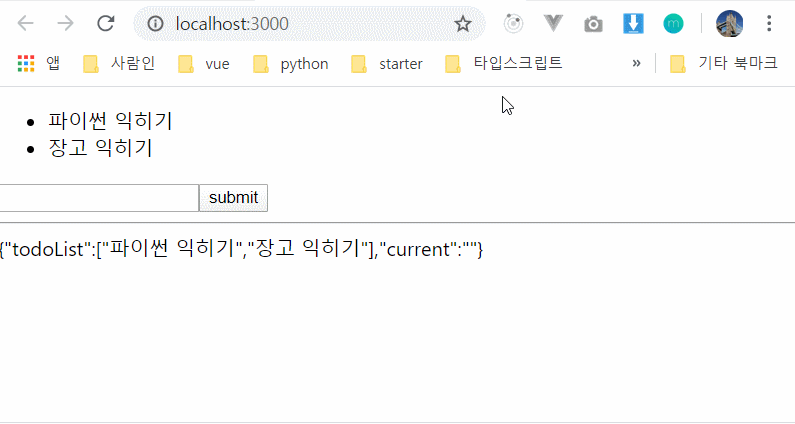 localhost:3000
앱 사람인 vue python starter 타입스크립트 » 기타 북마크
• 파이썬 익히기
• 장고 익히기
submit
{"todoList":["파이썬 익히기","장고 익히기"],"current":""}